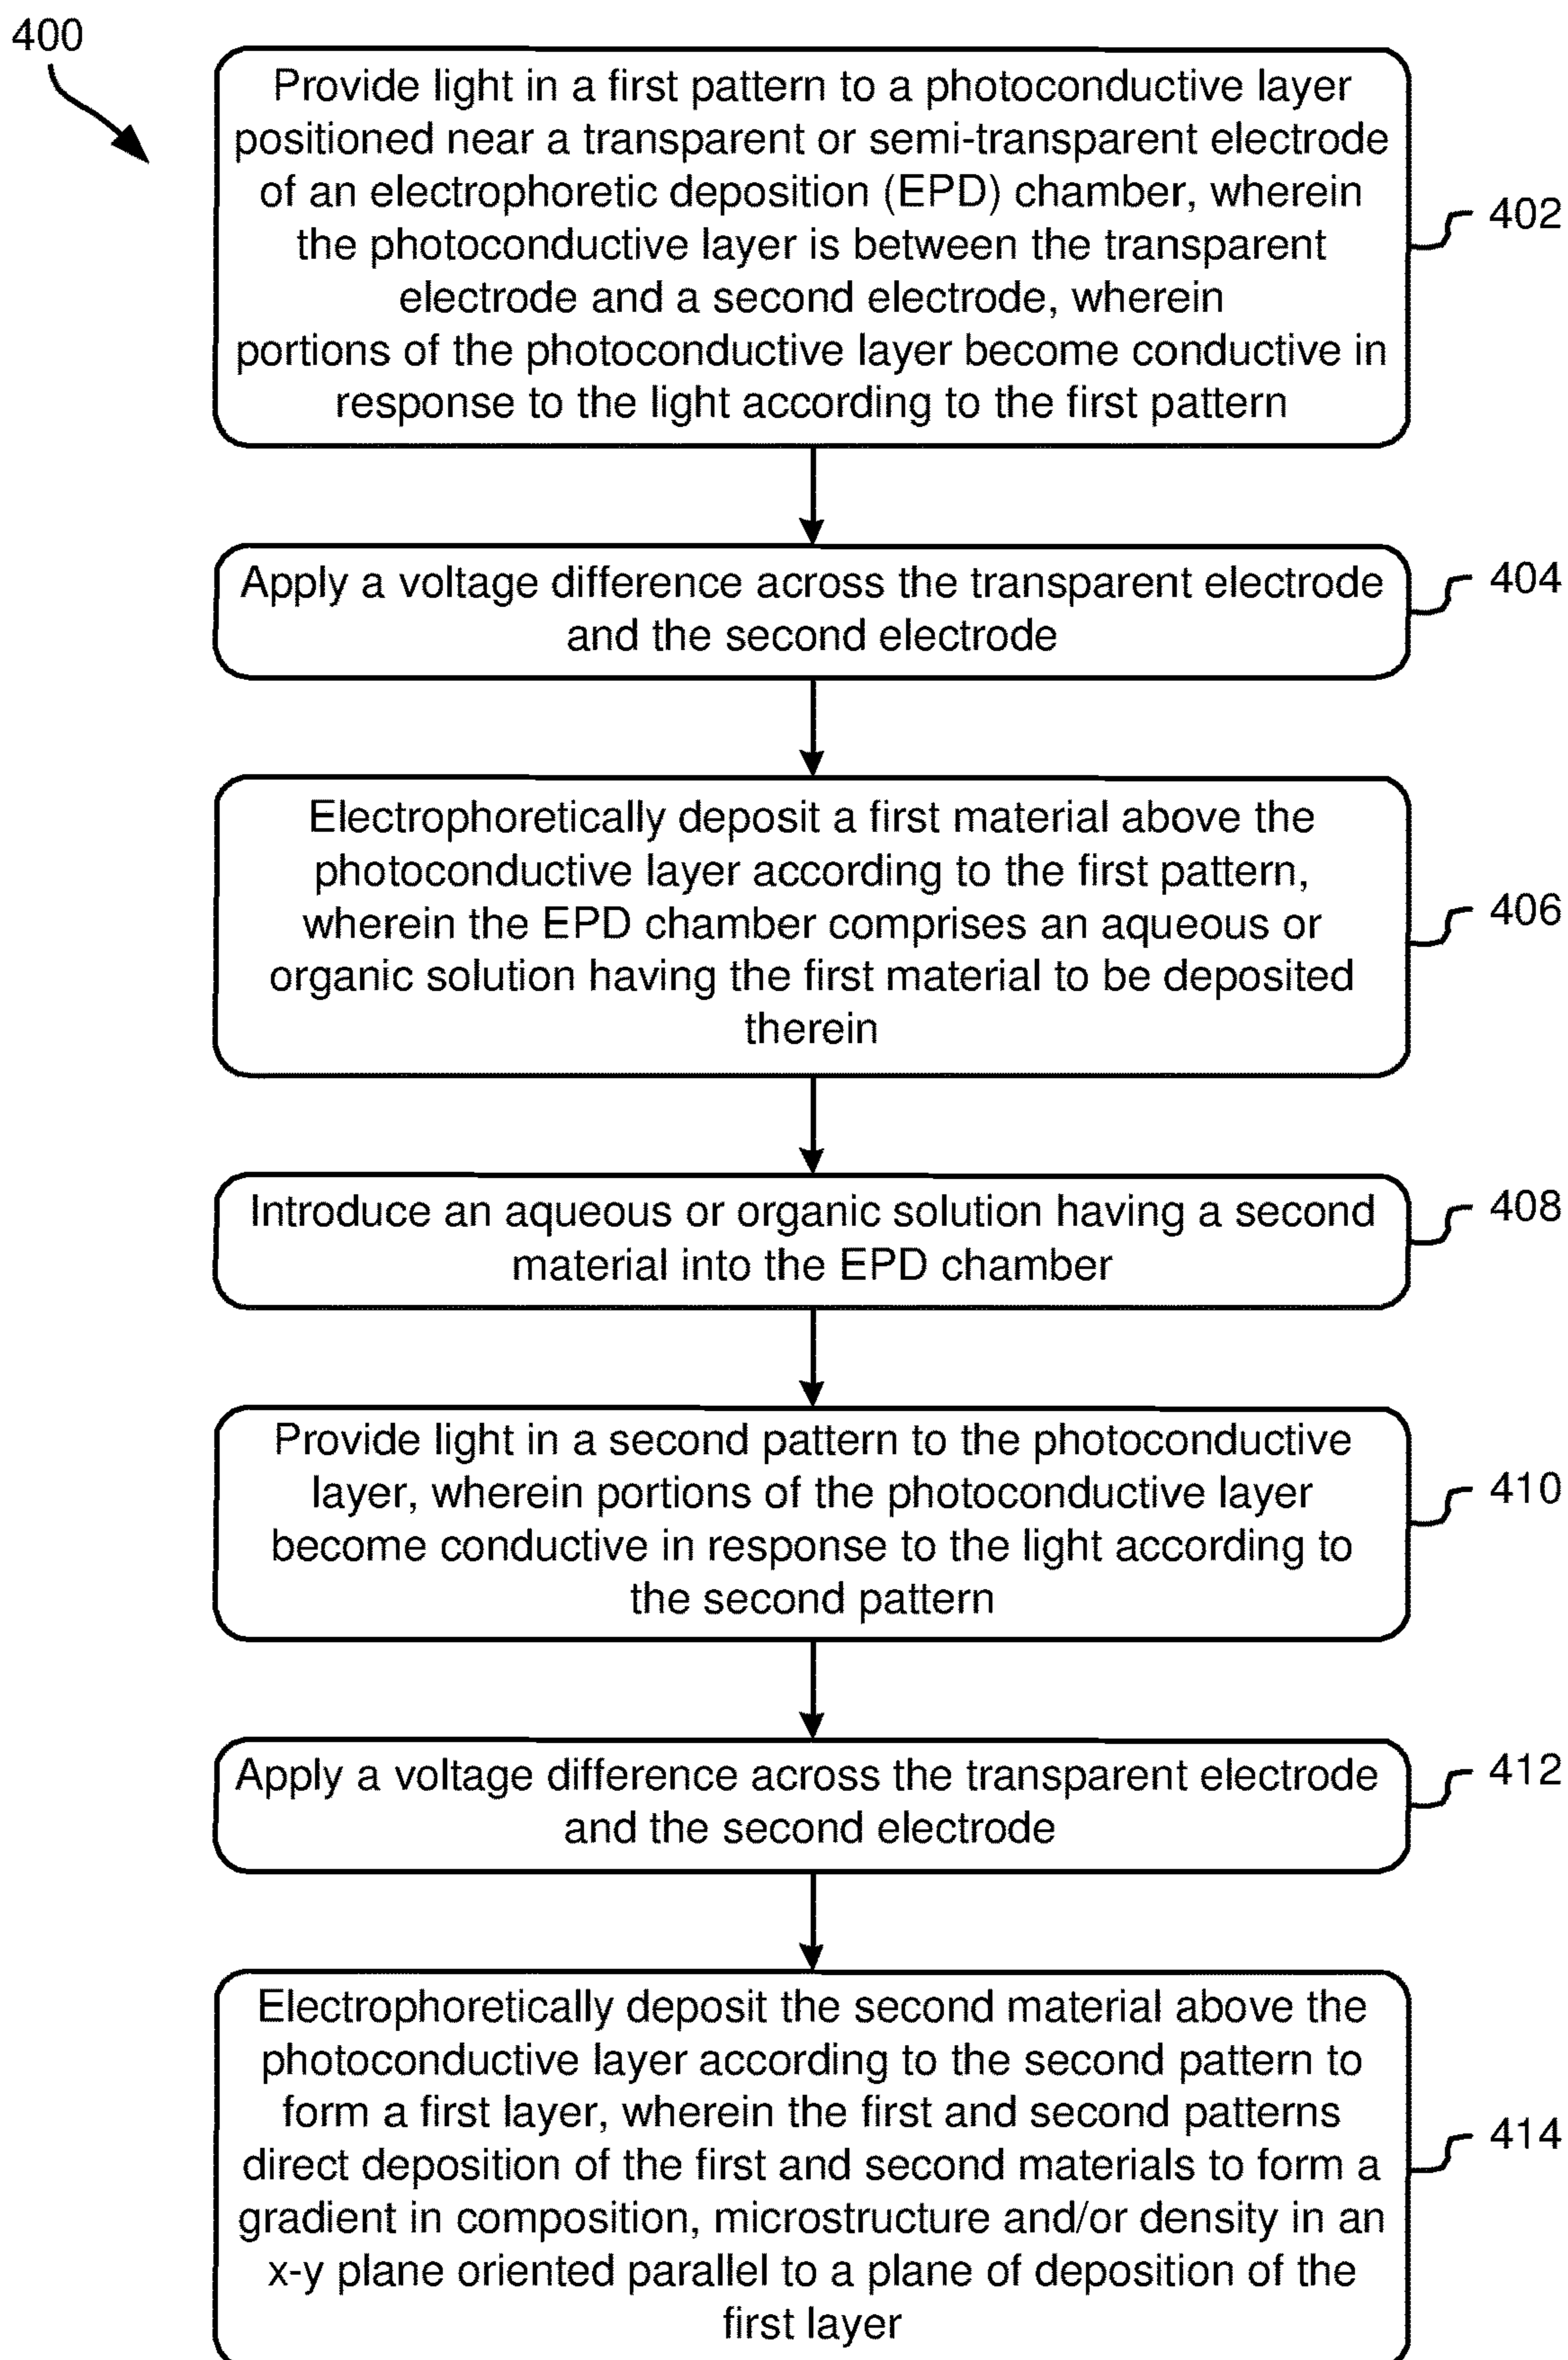 400
Provide light in a first pattern to a photoconductive layer
positioned near a transparent or semi-transparent electrode
of an electrophoretic deposition (EPD) chamber, wherein
the photoconductive layer is between the transparent
electrode and a second electrode, wherein
portions of the photoconductive layer become conductive in
response to the light according to the first pattern
402
Apply a voltage difference across the transparent electrode
and the second electrode
404
Electrophoretically deposit a first material above the
photoconductive layer according to the first pattern,
wherein the EPD chamber comprises an aqueous or
organic solution having the first material to be deposited
therein
406
Introduce an aqueous or organic solution having a second
material into the EPD chamber
408
Provide light in a second pattern to the photoconductive
layer, wherein portions of the photoconductive layer
become conductive in response to the light according to
the second pattern
410
Apply a voltage difference across the transparent electrode
and the second electrode
412
Electrophoretically deposit the second material above the
photoconductive layer according to the second pattern to
form a first layer, wherein the first and second patterns
direct deposition of the first and second materials to form a
gradient in composition, microstructure and/or density in an
x-y plane oriented parallel to a plane of deposition of the
first layer
414